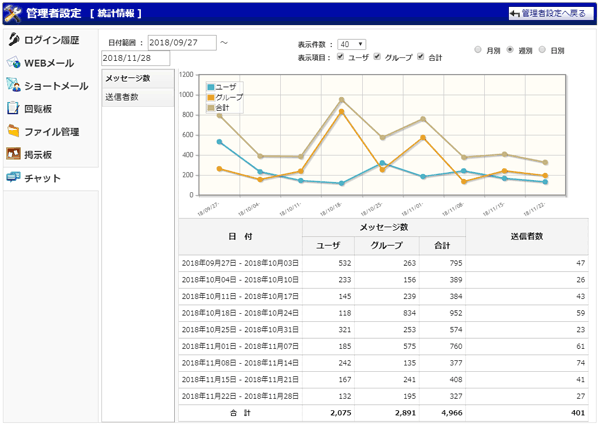 管理者設定 [ 統計情報 ]
管理者設定へ戻る
ログイン履歴
WEBメール
ショートメール
回覧板
ファイル管理
掲示板
チャット
日付範囲 : 2018/09/27 ～
2018/11/28
表示件数 : 40
表示項目 : ユーザ グループ 合計
月別 週別 日別
メッセージ数
送信者数
1200
1000
800
600
400
200
0
ユーザ
グループ
合計
18/09/27- 18/10/04- 18/10/11- 18/10/18- 18/10/25- 18/11/01- 18/11/08- 18/11/15- 18/11/22-
日 付 メッセージ数 送信者数
ユーザ グループ 合計
2018年09月27日 - 2018年10月03日 532 263 795 47
2018年10月04日 - 2018年10月10日 233 156 389 26
2018年10月11日 - 2018年10月17日 145 239 384 43
2018年10月18日 - 2018年10月24日 118 834 952 59
2018年10月25日 - 2018年10月31日 321 253 574 23
2018年11月01日 - 2018年11月07日 185 575 760 61
2018年11月08日 - 2018年11月14日 242 135 377 74
2018年11月15日 - 2018年11月21日 167 241 408 41
2018年11月22日 - 2018年11月28日 132 195 327 27
合 計 2,075 2,891 4,966 401